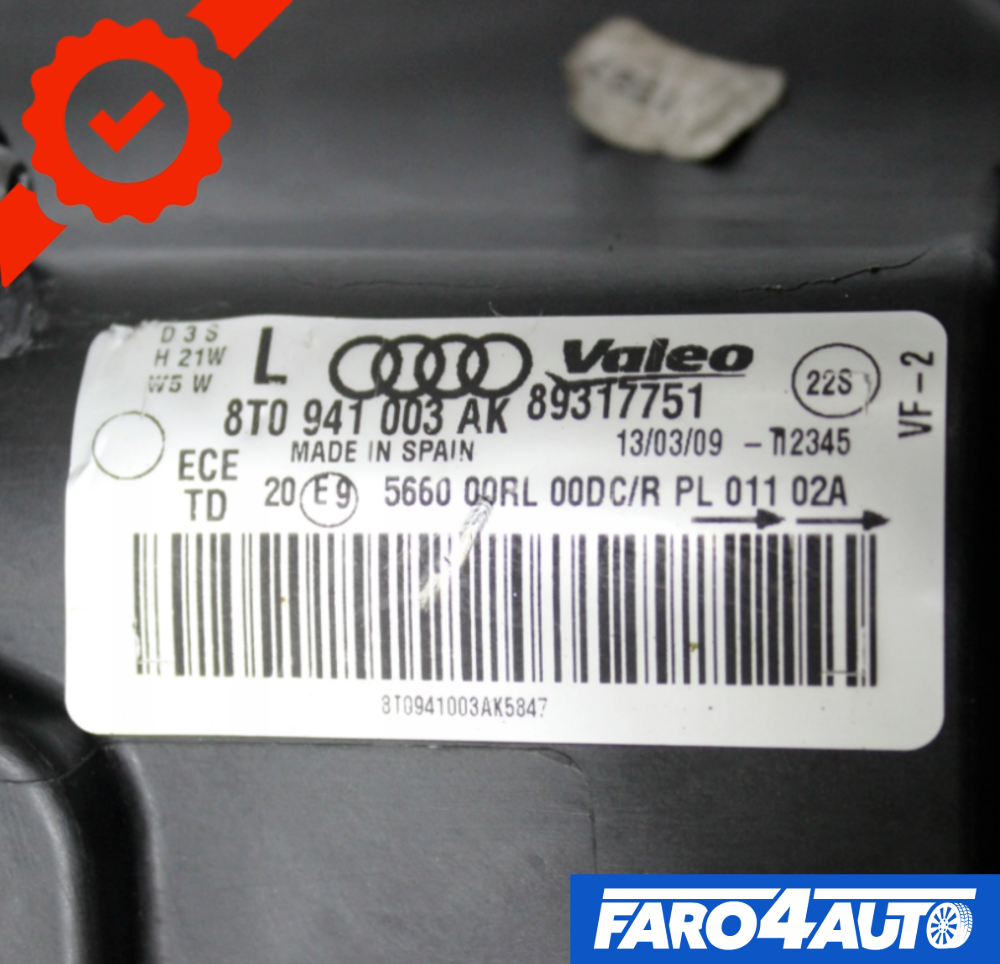 D3S
H 21W
W5W
L
Valeo
22S
VF-2
8T0 941 003 AK
89317751
MADE IN SPAIN
13/03/09
ECE
TD
20 E9 5660 00RL 00DC/R PL 011 02A
8T0941003AK5847
FARO4AUTO